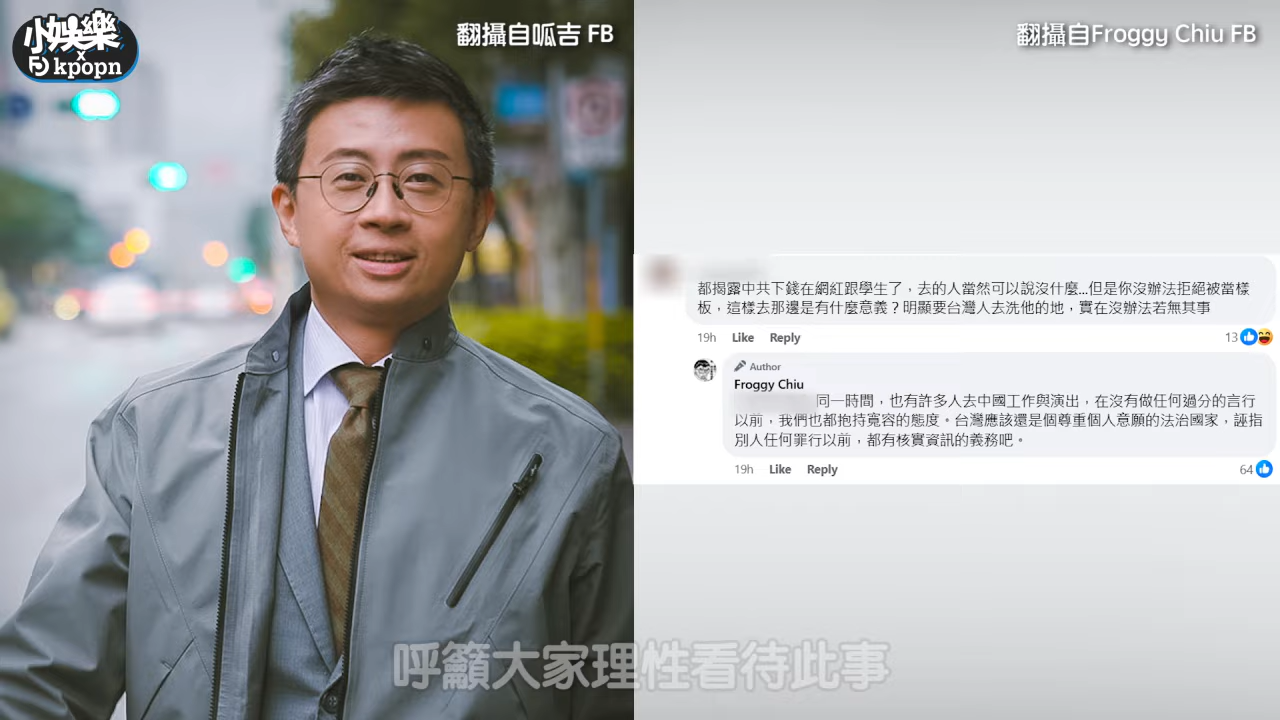 小娛樂
x
kpopn
翻攝自呱吉 FB
翻攝自Froggy Chiu FB
都揭露中共下錢在網紅跟學生了，去的人當然可以說沒什麼...但是你沒辦法拒絕被當樣
板，這樣去那邊是有什麼意義？明顯要台灣人去洗他的地，實在沒辦法若無其事
19h Like Reply 13
Author
Froggy Chiu
同一時間，也有許多人去中國工作與演出，在沒有做任何過分的言行
以前，我們也都抱持寬容的態度。台灣應該還是個尊重個人意願的法治國家，誣指
別人任何罪行以前，都有核實資訊的義務吧。
19h Like Reply 64
呼籲大家理性看待此事